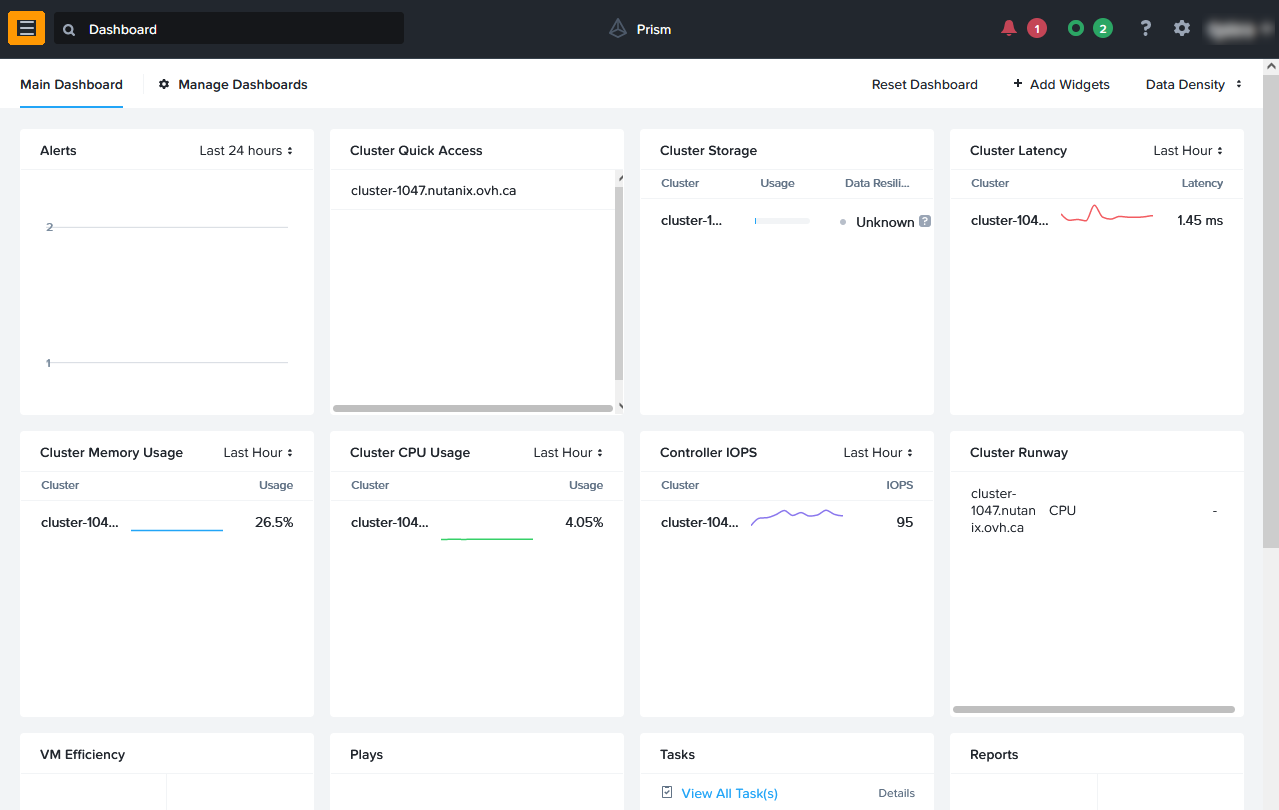 Dashboard
Prism
1
2
?
Main Dashboard
Manage Dashboards
Reset Dashboard
+ Add Widgets
Data Density
Alerts
Last 24 hours
2
1
Cluster Quick Access
cluster-1047.nutanix.ovh.ca
Cluster Storage
Cluster Usage Data Resili...
cluster-1... Unknown ?
Cluster Latency
Last Hour
Cluster Latency
cluster-104... 1.45 ms
Cluster Memory Usage
Last Hour
Cluster Usage
cluster-104... 26.5%
Cluster CPU Usage
Last Hour
Cluster Usage
cluster-104... 4.05%
Controller IOPS
Last Hour
Cluster IOPS
cluster-104... 95
Cluster Runway
cluster-
1047.nutan CPU -
ix.ovh.ca
VM Efficiency
Plays
Tasks
View All Task(s) Details
Reports